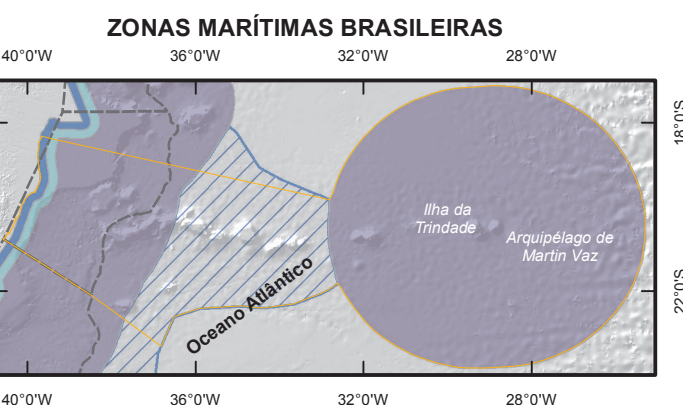 ZONAS MARÍTIMAS BRASILEIRAS
40°0'W 36°0'W 32°0'W 28°0'W
18°0'S
Ilha da
Trindade
Arquipélago de
Martin Vaz
Oceano Atlântico
22°0'S
40°0'W 36°0'W 32°0'W 28°0'W